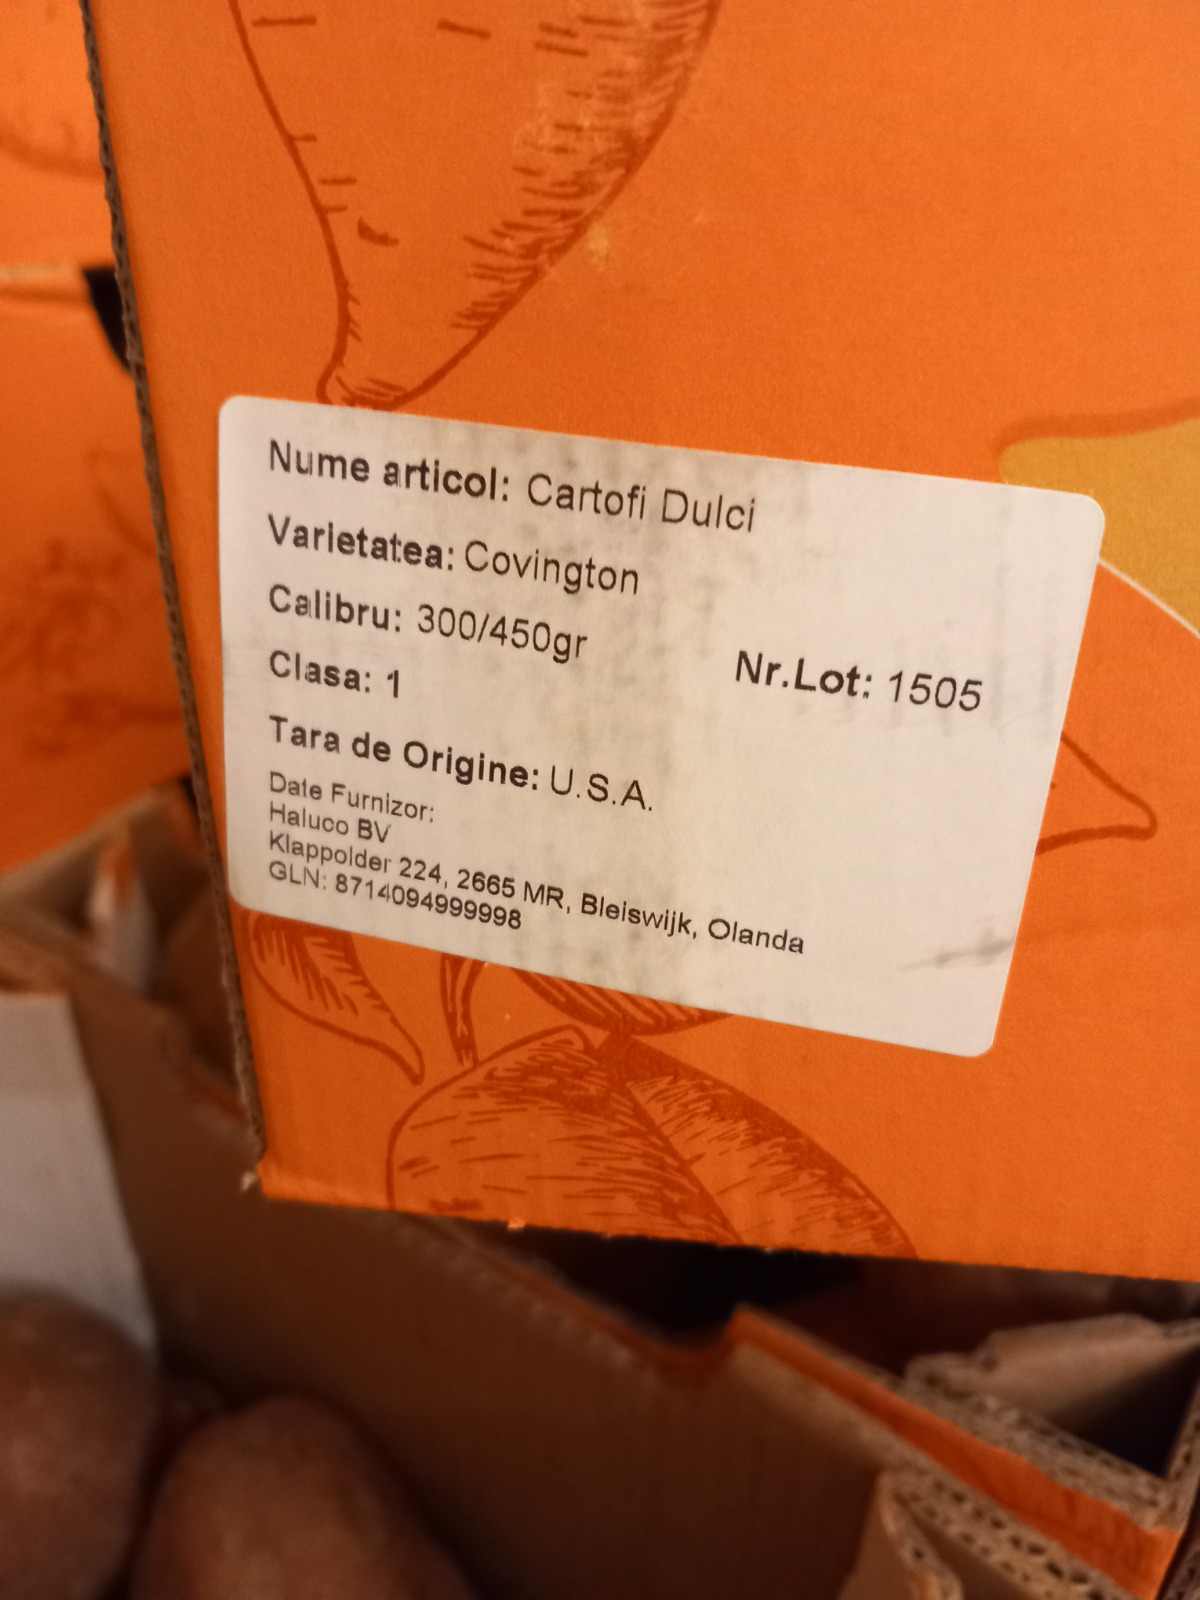 Nume articol: Cartofi Dulci
Varietatea: Covington
Calibru: 300/450gr
Nr.Lot: 1505
Clasa: 1
Tara de Origine: U.S.A.
Date Furnizor:
Haluco BV
Klappolder 224, 2665 MR, Bleiswijk, Olanda
GLN: 8714094999998